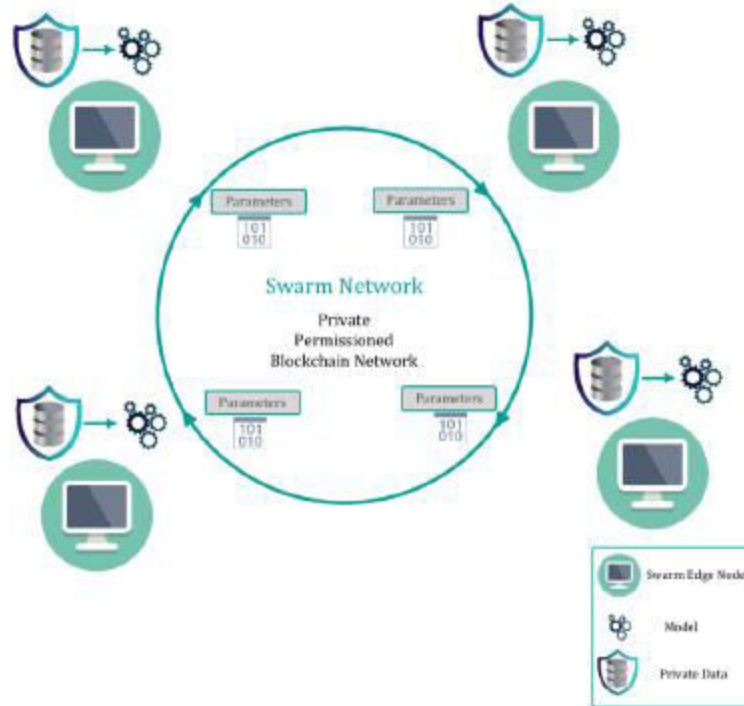 Parameters
Parameters
101
010
101
010
Swarm Network
Private
Permissioned
Blockchain Network
Parameters
Parameters
101
010
101
010
Swarm Edge Node
Model
Private Data